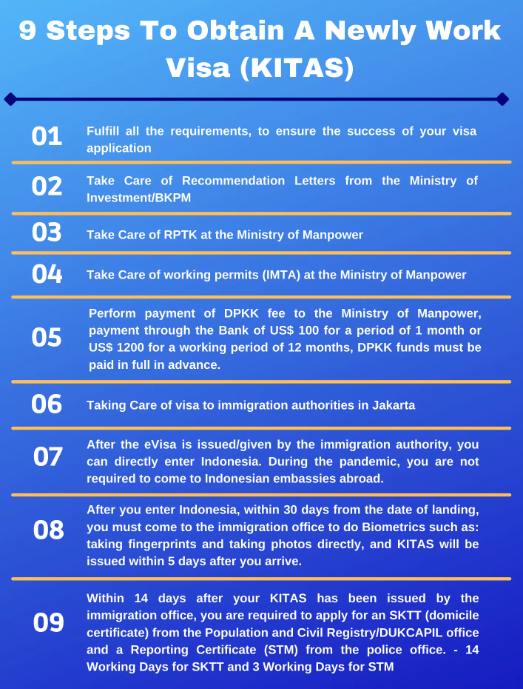 9 Steps To Obtain A Newly Work
Visa (KITAS)
01
Fulfill all the requirements, to ensure the success of your visa
application
02
Take Care of Recommendation Letters from the Ministry of
Investment/BKPM
03
Take Care of RPTK at the Ministry of Manpower
04
Take Care of working permits (IMTA) at the Ministry of Manpower
05
Perform payment of DPKK fee to the Ministry of Manpower,
payment through the Bank of US$ 100 for a period of 1 month or
US$ 1200 for a working period of 12 months, DPKK funds must be
paid in full in advance.
06
Taking Care of visa to immigration authorities in Jakarta
07
After the eVisa is issued/given by the immigration authority, you
can directly enter Indonesia. During the pandemic, you are not
required to come to Indonesian embassies abroad.
08
After you enter Indonesia, within 30 days from the date of landing,
you must come to the immigration office to do Biometrics such as:
taking fingerprints and taking photos directly, and KITAS will be
issued within 5 days after you arrive.
09
Within 14 days after your KITAS has been issued by the
immigration office, you are required to apply for an SKTT (domicile
certificate) from the Population and Civil Registry/DUKCAPIL office
and a Reporting Certificate (STM) from the police office. - 14
Working Days for SKTT and 3 Working Days for STM